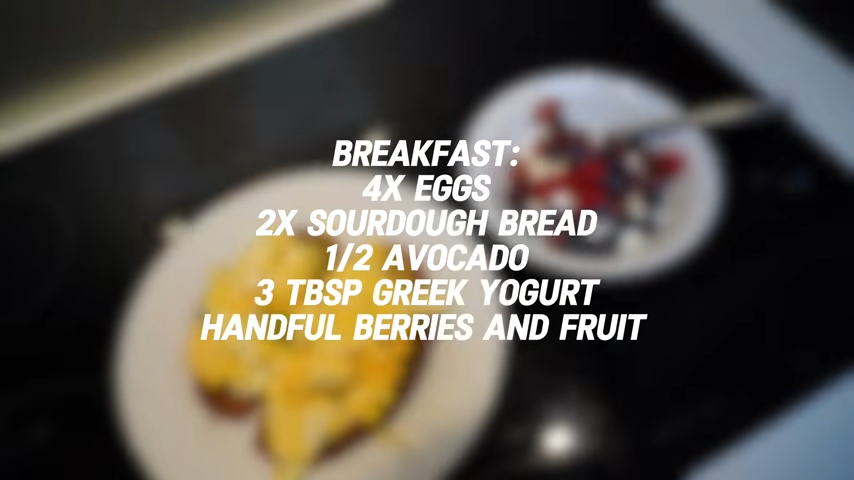 BREAKFAST:
4X EGGS
2X SOURDOUGH BREAD
1/2 AVOCADO
3 TBSP GREEK YOGURT
HANDFUL BERRIES AND FRUIT